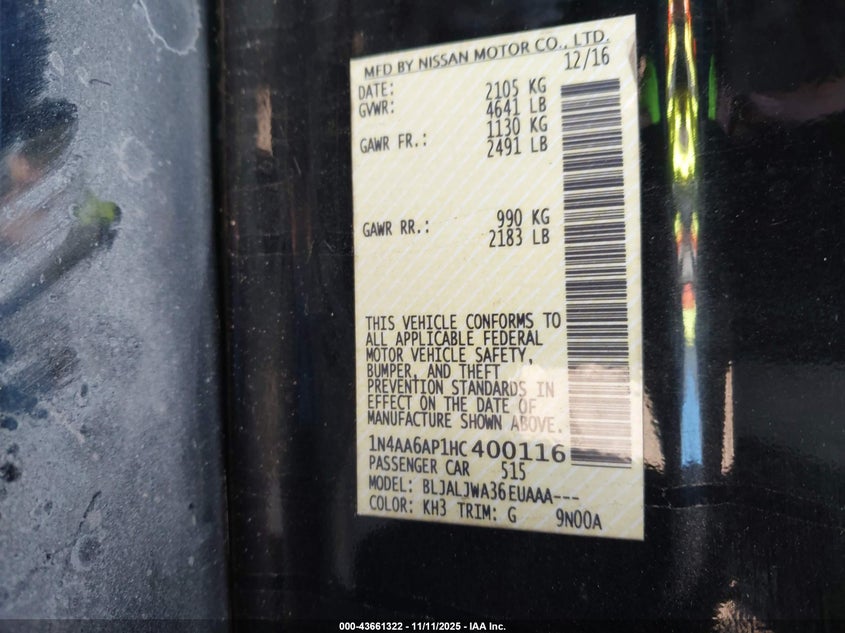 MFD BY NISSAN MOTOR CO., LTD.
DATE: 12/16
GVWR: 2105 KG
4641 LB
GAWR FR.: 1130 KG
2491 LB
GAWR RR.: 990 KG
2183 LB
THIS VEHICLE CONFORMS TO
ALL APPLICABLE FEDERAL
MOTOR VEHICLE SAFETY,
BUMPER, AND THEFT
PREVENTION STANDARDS IN
EFFECT ON THE DATE OF
MANUFACTURE SHOWN ABOVE.
1N4AA6AP1HC400116
PASSENGER CAR 515
MODEL: BLJALJWA36EUAAA---
COLOR: KH3 TRIM: G 9N00A
000-43661322 - 11/11/2025 - IAA Inc.